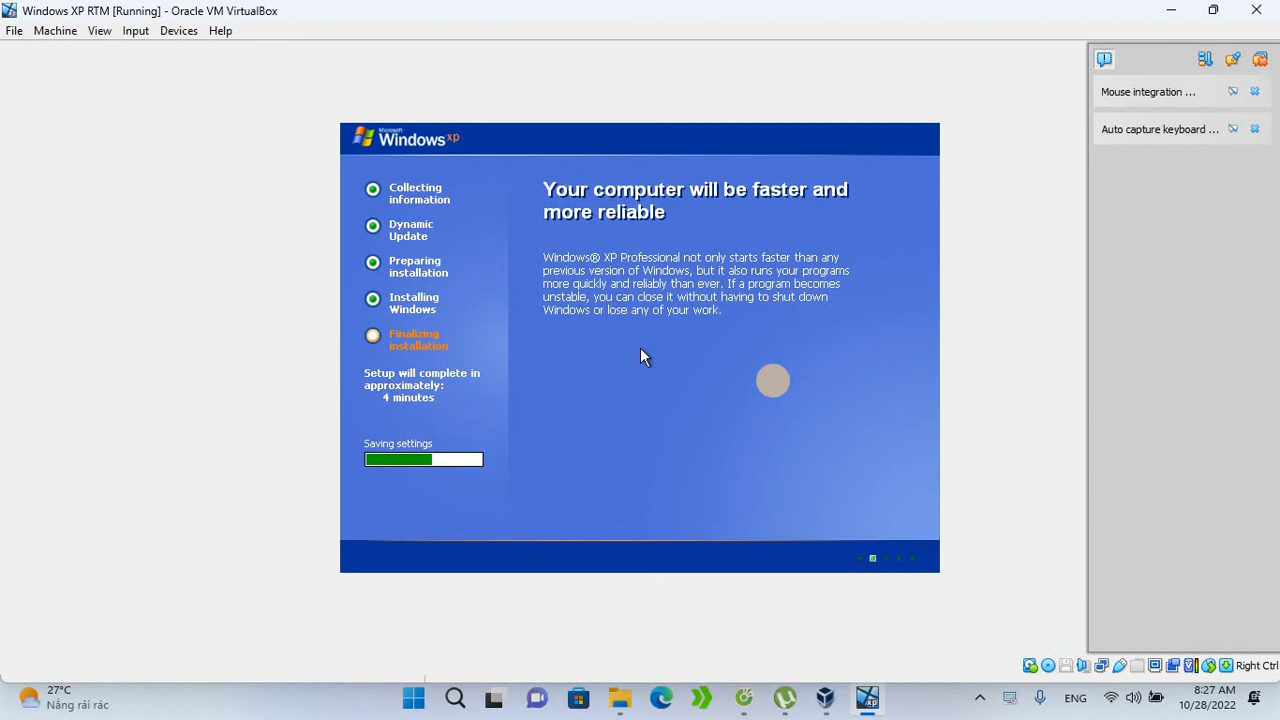 Windows XP RTM [Running] - Oracle VM VirtualBox
File Machine View Input Devices Help
Mouse integration ...
Auto capture keyboard ...
Microsoft
Windows xp
Collecting
information
Dynamic
Update
Preparing
installation
Installing
Windows
Finalizing
installation
Setup will complete in
approximately:
4 minutes
Saving settings
Your computer will be faster and
more reliable
Windows® XP Professional not only starts faster than any
previous version of Windows, but it also runs your programs
more quickly and reliably than ever. If a program becomes
unstable, you can close it without having to shut down
Windows or lose any of your work.
Right Ctrl
27°C
Nắng rải rác
xp
ENG
8:27 AM
10/28/2022